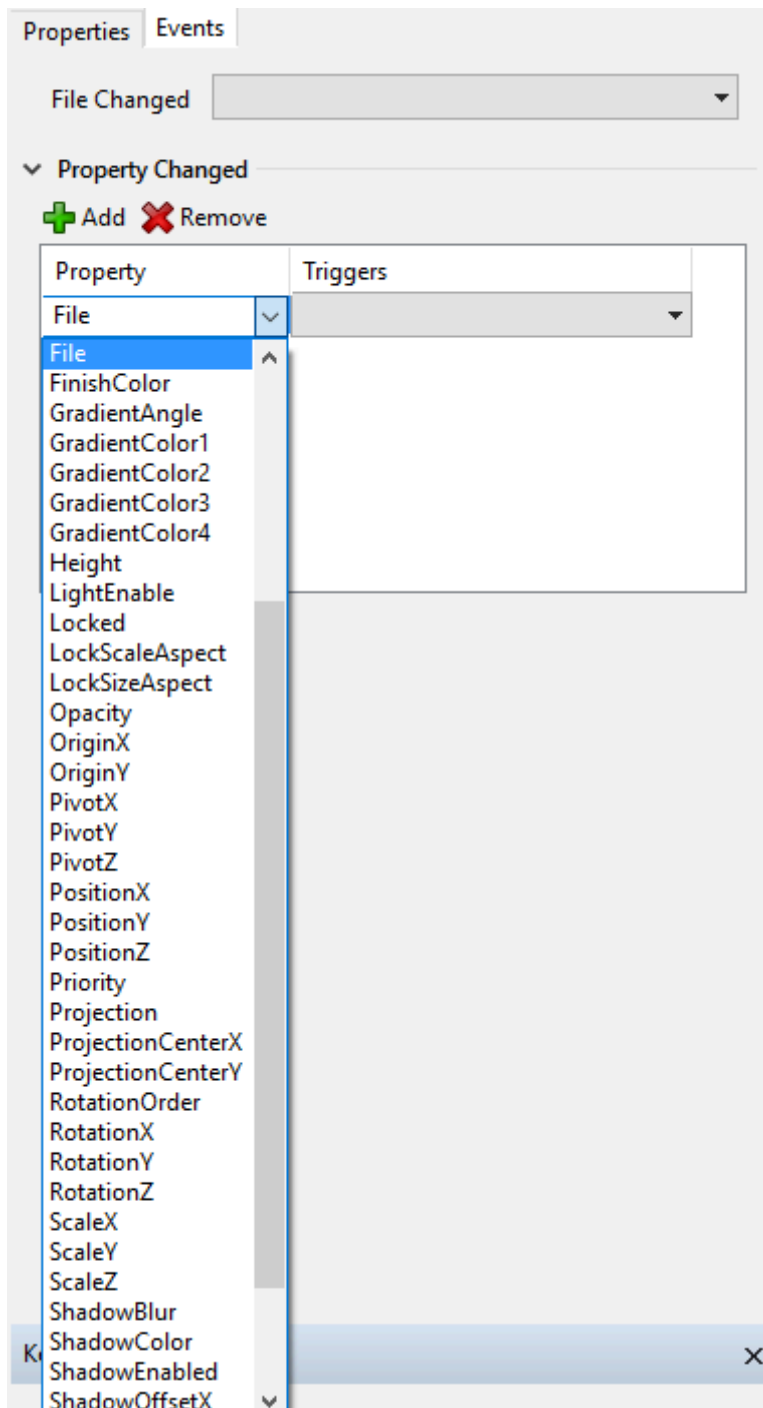 Properties Events
File Changed
Property Changed
Add Remove
Property Triggers
File
File
FinishColor
GradientAngle
GradientColor1
GradientColor2
GradientColor3
GradientColor4
Height
LightEnable
Locked
LockScaleAspect
LockSizeAspect
Opacity
OriginX
OriginY
PivotX
PivotY
PivotZ
PositionX
PositionY
PositionZ
Priority
Projection
ProjectionCenterX
ProjectionCenterY
RotationOrder
RotationX
RotationY
RotationZ
ScaleX
ScaleY
ScaleZ
ShadowBlur
ShadowColor
ShadowEnabled
ShadowOffsetX